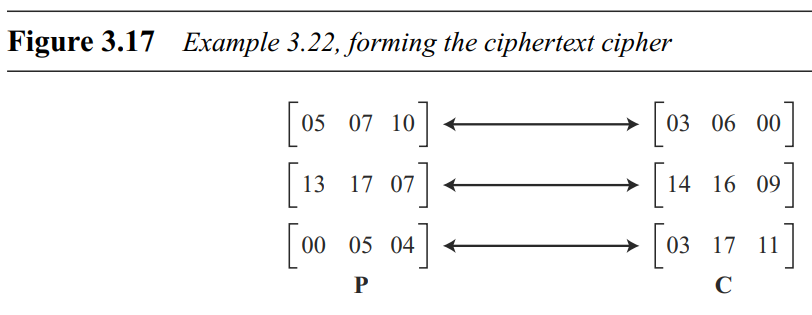 Figure 3.17 Example 3.22, forming the ciphertext cipher
[05 07 10] ⟷ [03 06 00]
[13 17 07] ⟷ [14 16 09]
[00 05 04] ⟷ [03 17 11]
P C